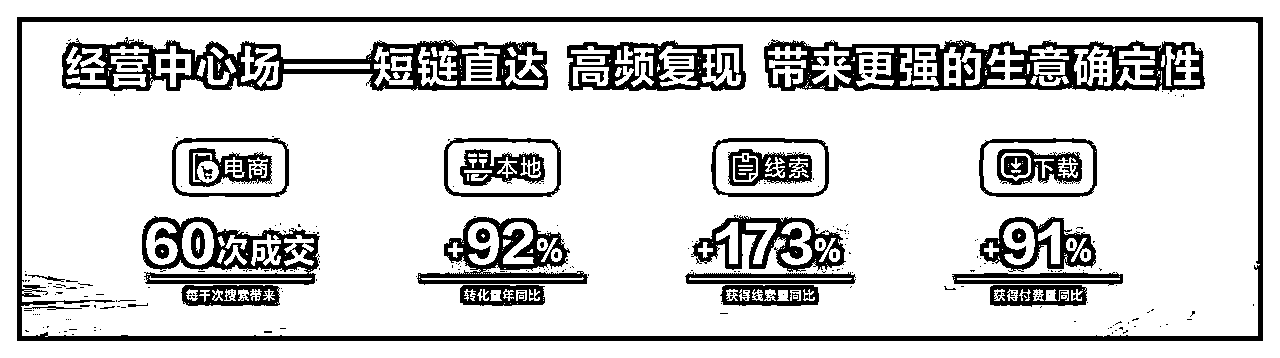 经营中心场——短链直达 高频复现 带来更强的生意确定性
电商 本地 线索 下载
60次成交 +92% +173% +91%
每千次搜索带来 转化量年同比 获得线索量同比 获得付费量同比